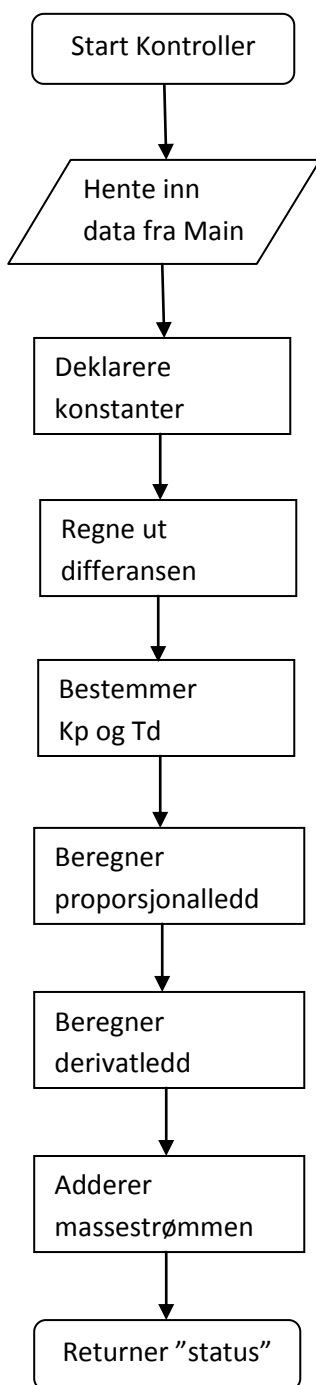 Start Kontroller
Hente inn
data fra Main
Deklarere
konstanter
Regne ut
differansen
Bestemmer
Kp og Td
Beregner
proporsjonalledd
Beregner
derivatledd
Adderer
massestrømmen
Returner ”status”